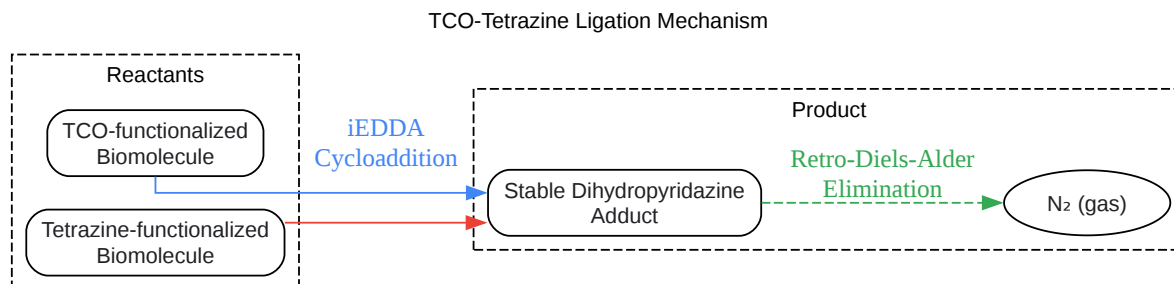 TCO-Tetrazine Ligation Mechanism
Reactants
TCO-functionalized
Biomolecule
Tetrazine-functionalized
Biomolecule
iEDDA
Cycloaddition
Product
Stable Dihydropyridazine
Adduct
Retro-Diels-Alder
Elimination
N₂ (gas)